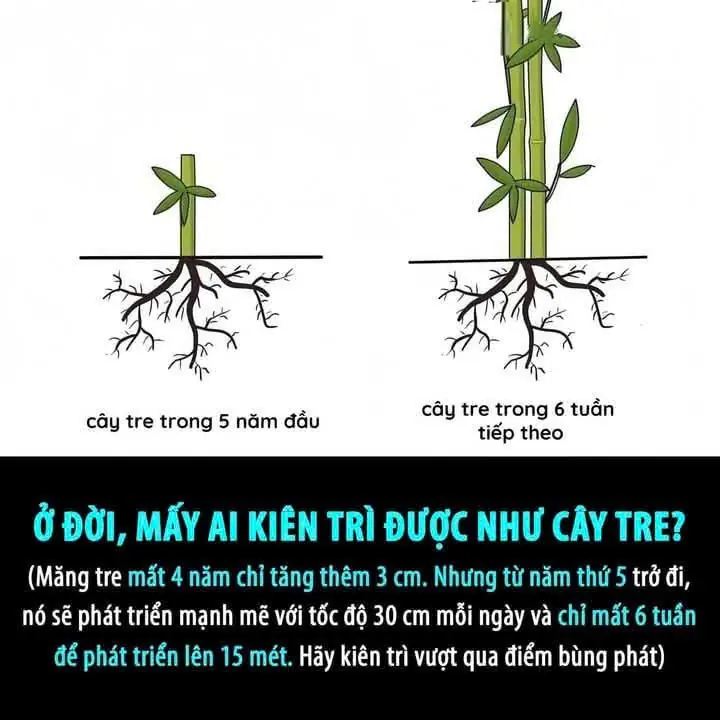 cây tre trong 5 năm đầu
cây tre trong 6 tuần
tiếp theo
Ở ĐỜI, MẤY AI KIÊN TRÌ ĐƯỢC NHƯ CÂY TRE?
(Măng tre mất 4 năm chỉ tăng thêm 3 cm. Nhưng từ năm thứ 5 trở đi,
nó sẽ phát triển mạnh mẽ với tốc độ 30 cm mỗi ngày và chỉ mất 6 tuần
để phát triển lên 15 mét. Hãy kiên trì vượt qua điểm bùng phát)